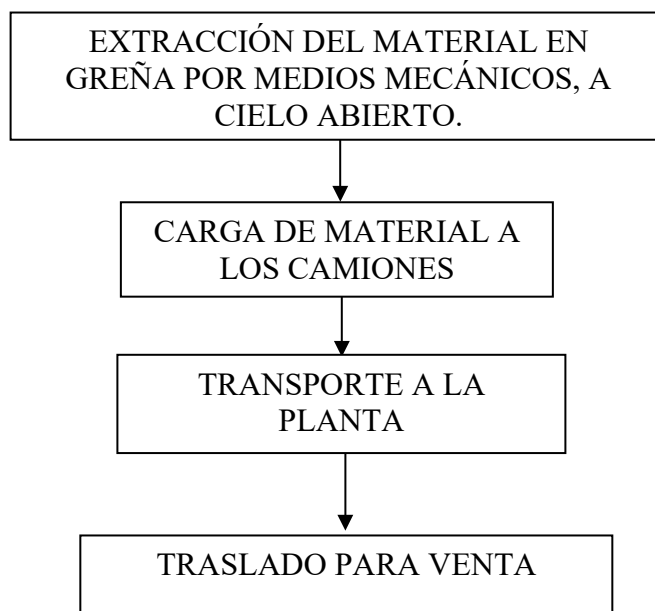 EXTRACCIÓN DEL MATERIAL EN
GREÑA POR MEDIOS MECÁNICOS, A
CIELO ABIERTO.
CARGA DE MATERIAL A
LOS CAMIONES
TRANSPORTE A LA
PLANTA
TRASLADO PARA VENTA